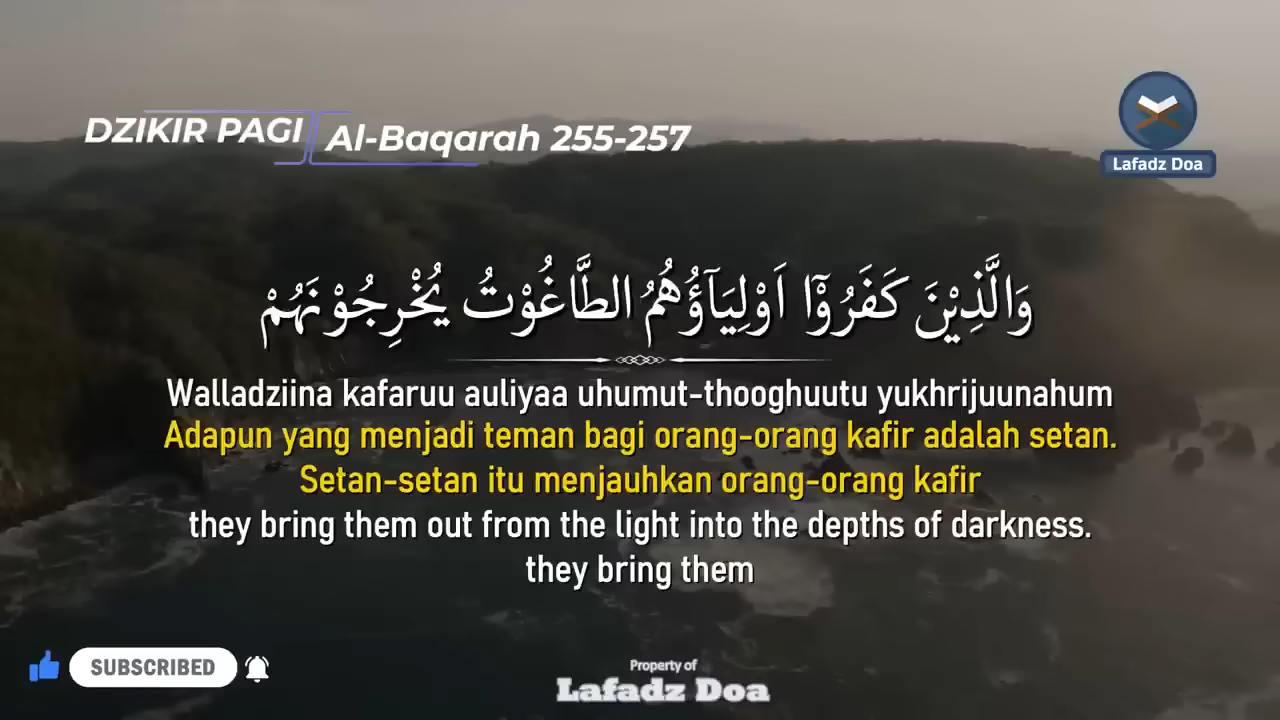 DZIKIR PAGI
Al-Baqarah 255-257
Lafadz Doa
وَالَّذِيْنَ كَفَرُوْٓا اَوْلِيَاۤؤُهُمُ الطَّاغُوْتُ يُخْرِجُوْنَهُمْ
Walladziina kafaruu auliyaa uhumut-thooghuutu yukhrijuunahum
Adapun yang menjadi teman bagi orang-orang kafir adalah setan.
Setan-setan itu menjauhkan orang-orang kafir
they bring them out from the light into the depths of darkness.
they bring them
SUBSCRIBED
Property of
Lafadz Doa